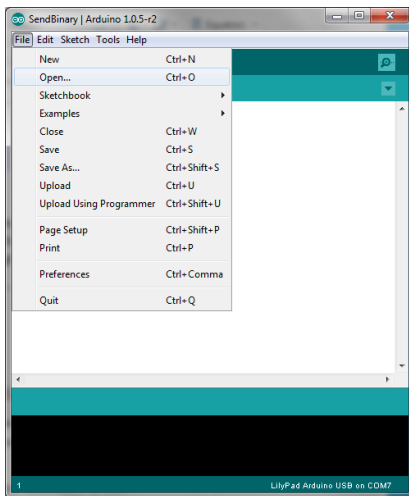 SendBinary | Arduino 1.0.5-r2
File Edit Sketch Tools Help
New Ctrl+N
Open... Ctrl+O
Sketchbook
Examples
Close Ctrl+W
Save Ctrl+S
Save As... Ctrl+Shift+S
Upload Ctrl+U
Upload Using Programmer Ctrl+Shift+U
Page Setup Ctrl+Shift+P
Print Ctrl+P
Preferences Ctrl+Comma
Quit Ctrl+Q
1 LilyPad Arduino USB on COM7